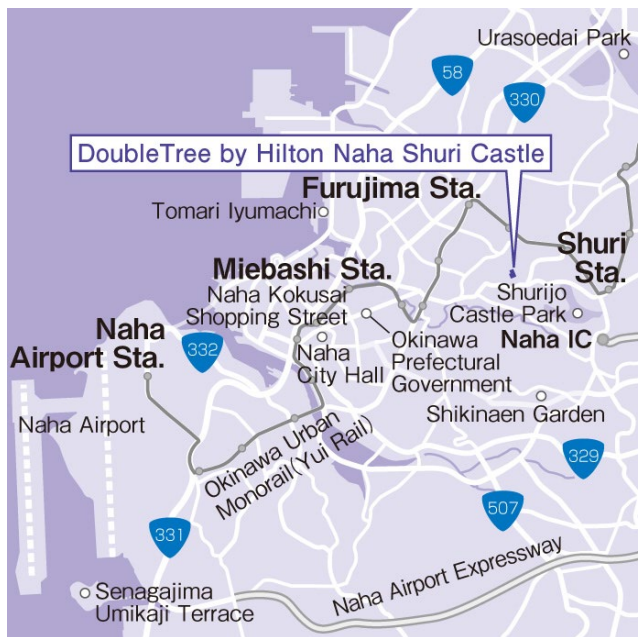 Urasoedai Park
58
330
DoubleTree by Hilton Naha Shuri Castle
Furujima Sta.
Tomari Iyumachi
Shuri
Sta.
Miebashi Sta.
Naha Kokusai
Shopping Street
Shurijo
Castle Park
Naha
Airport Sta.
332
Naha
City Hall
Okinawa
Prefectural
Government
Naha IC
Naha Airport
Shikinaen Garden
Okinawa Urban
Monorail(Yui Rail)
329
507
331
Naha Airport Expressway
Senagajima
Umikaji Terrace